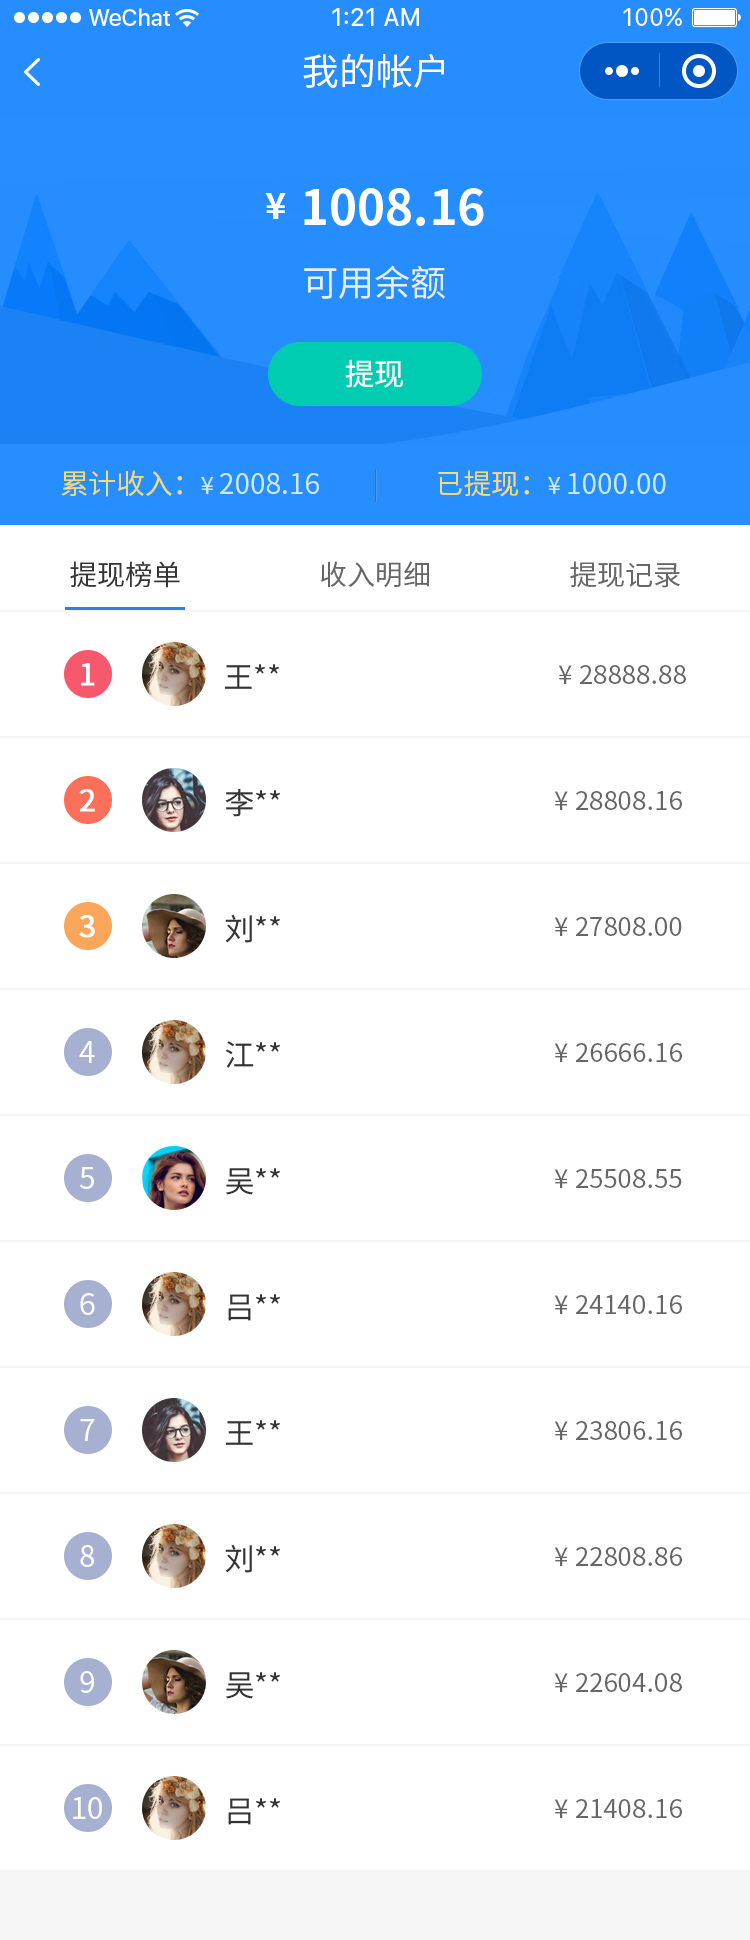 WeChat 1:21 AM 100%
我的帐户
¥ 1008.16
可用余额
提现
累计收入：¥ 2008.16 已提现：¥ 1000.00
提现榜单 收入明细 提现记录
1 王** ¥ 28888.88
2 李** ¥ 28808.16
3 刘** ¥ 27808.00
4 江** ¥ 26666.16
5 吴** ¥ 25508.55
6 吕** ¥ 24140.16
7 王** ¥ 23806.16
8 刘** ¥ 22808.86
9 吴** ¥ 22604.08
10 吕** ¥ 21408.16